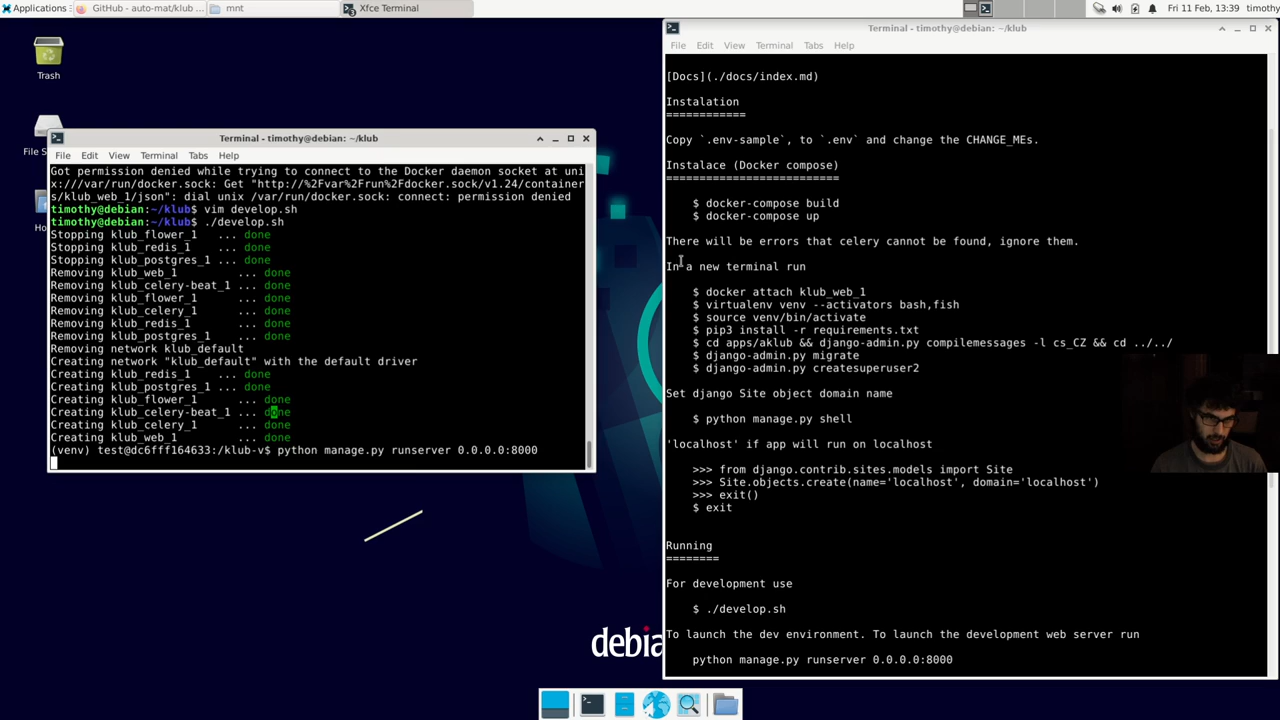 Applications
GitHub - auto-mat/klub ...
mnt
Xfce Terminal
Fri 11 Feb, 13:39
timothy
Trash
File S
Ho
Terminal - timothy@debian: ~/klub
File Edit View Terminal Tabs Help
Got permission denied while trying to connect to the Docker daemon socket at uni
x:///var/run/docker.sock: Get "http://%2Fvar%2Frun%2Fdocker.sock/v1.24/container
s/klub_web_1/json": dial unix /var/run/docker.sock: connect: permission denied
timothy@debian:~/klub$ vim develop.sh
timothy@debian:~/klub$ ./develop.sh
Stopping klub_flower_1 ... done
Stopping klub_redis_1 ... done
Stopping klub_postgres_1 ... done
Removing klub_web_1 ... done
Removing klub_celery-beat_1 ... done
Removing klub_flower_1 ... done
Removing klub_celery_1 ... done
Removing klub_redis_1 ... done
Removing klub_postgres_1 ... done
Removing network klub_default
Creating network "klub_default" with the default driver
Creating klub_redis_1 ... done
Creating klub_postgres_1 ... done
Creating klub_flower_1 ... done
Creating klub_celery-beat_1 ... done
Creating klub_celery_1 ... done
Creating klub_web_1 ... done
(venv) test@dc6fff164633:/klub-v$ python manage.py runserver 0.0.0.0:8000
Terminal - timothy@debian: ~/klub
File Edit View Terminal Tabs Help
[Docs](./docs/index.md)
Instalation
============
Copy `.env-sample`, to `.env` and change the CHANGE_MEs.
Instalace (Docker compose)
==========================
$ docker-compose build
$ docker-compose up
There will be errors that celery cannot be found, ignore them.
In a new terminal run
$ docker attach klub_web_1
$ virtualenv venv --activators bash,fish
$ source venv/bin/activate
$ pip3 install -r requirements.txt
$ cd apps/aklub && django-admin.py compilemessages -l cs_CZ && cd ../../
$ django-admin.py migrate
$ django-admin.py createsuperuser2
Set django Site object domain name
$ python manage.py shell
'localhost' if app will run on localhost
>>> from django.contrib.sites.models import Site
>>> Site.objects.create(name='localhost', domain='localhost')
>>> exit()
$ exit
Running
========
For development use
$ ./develop.sh
To launch the dev environment. To launch the development web server run
python manage.py runserver 0.0.0.0:8000
debia